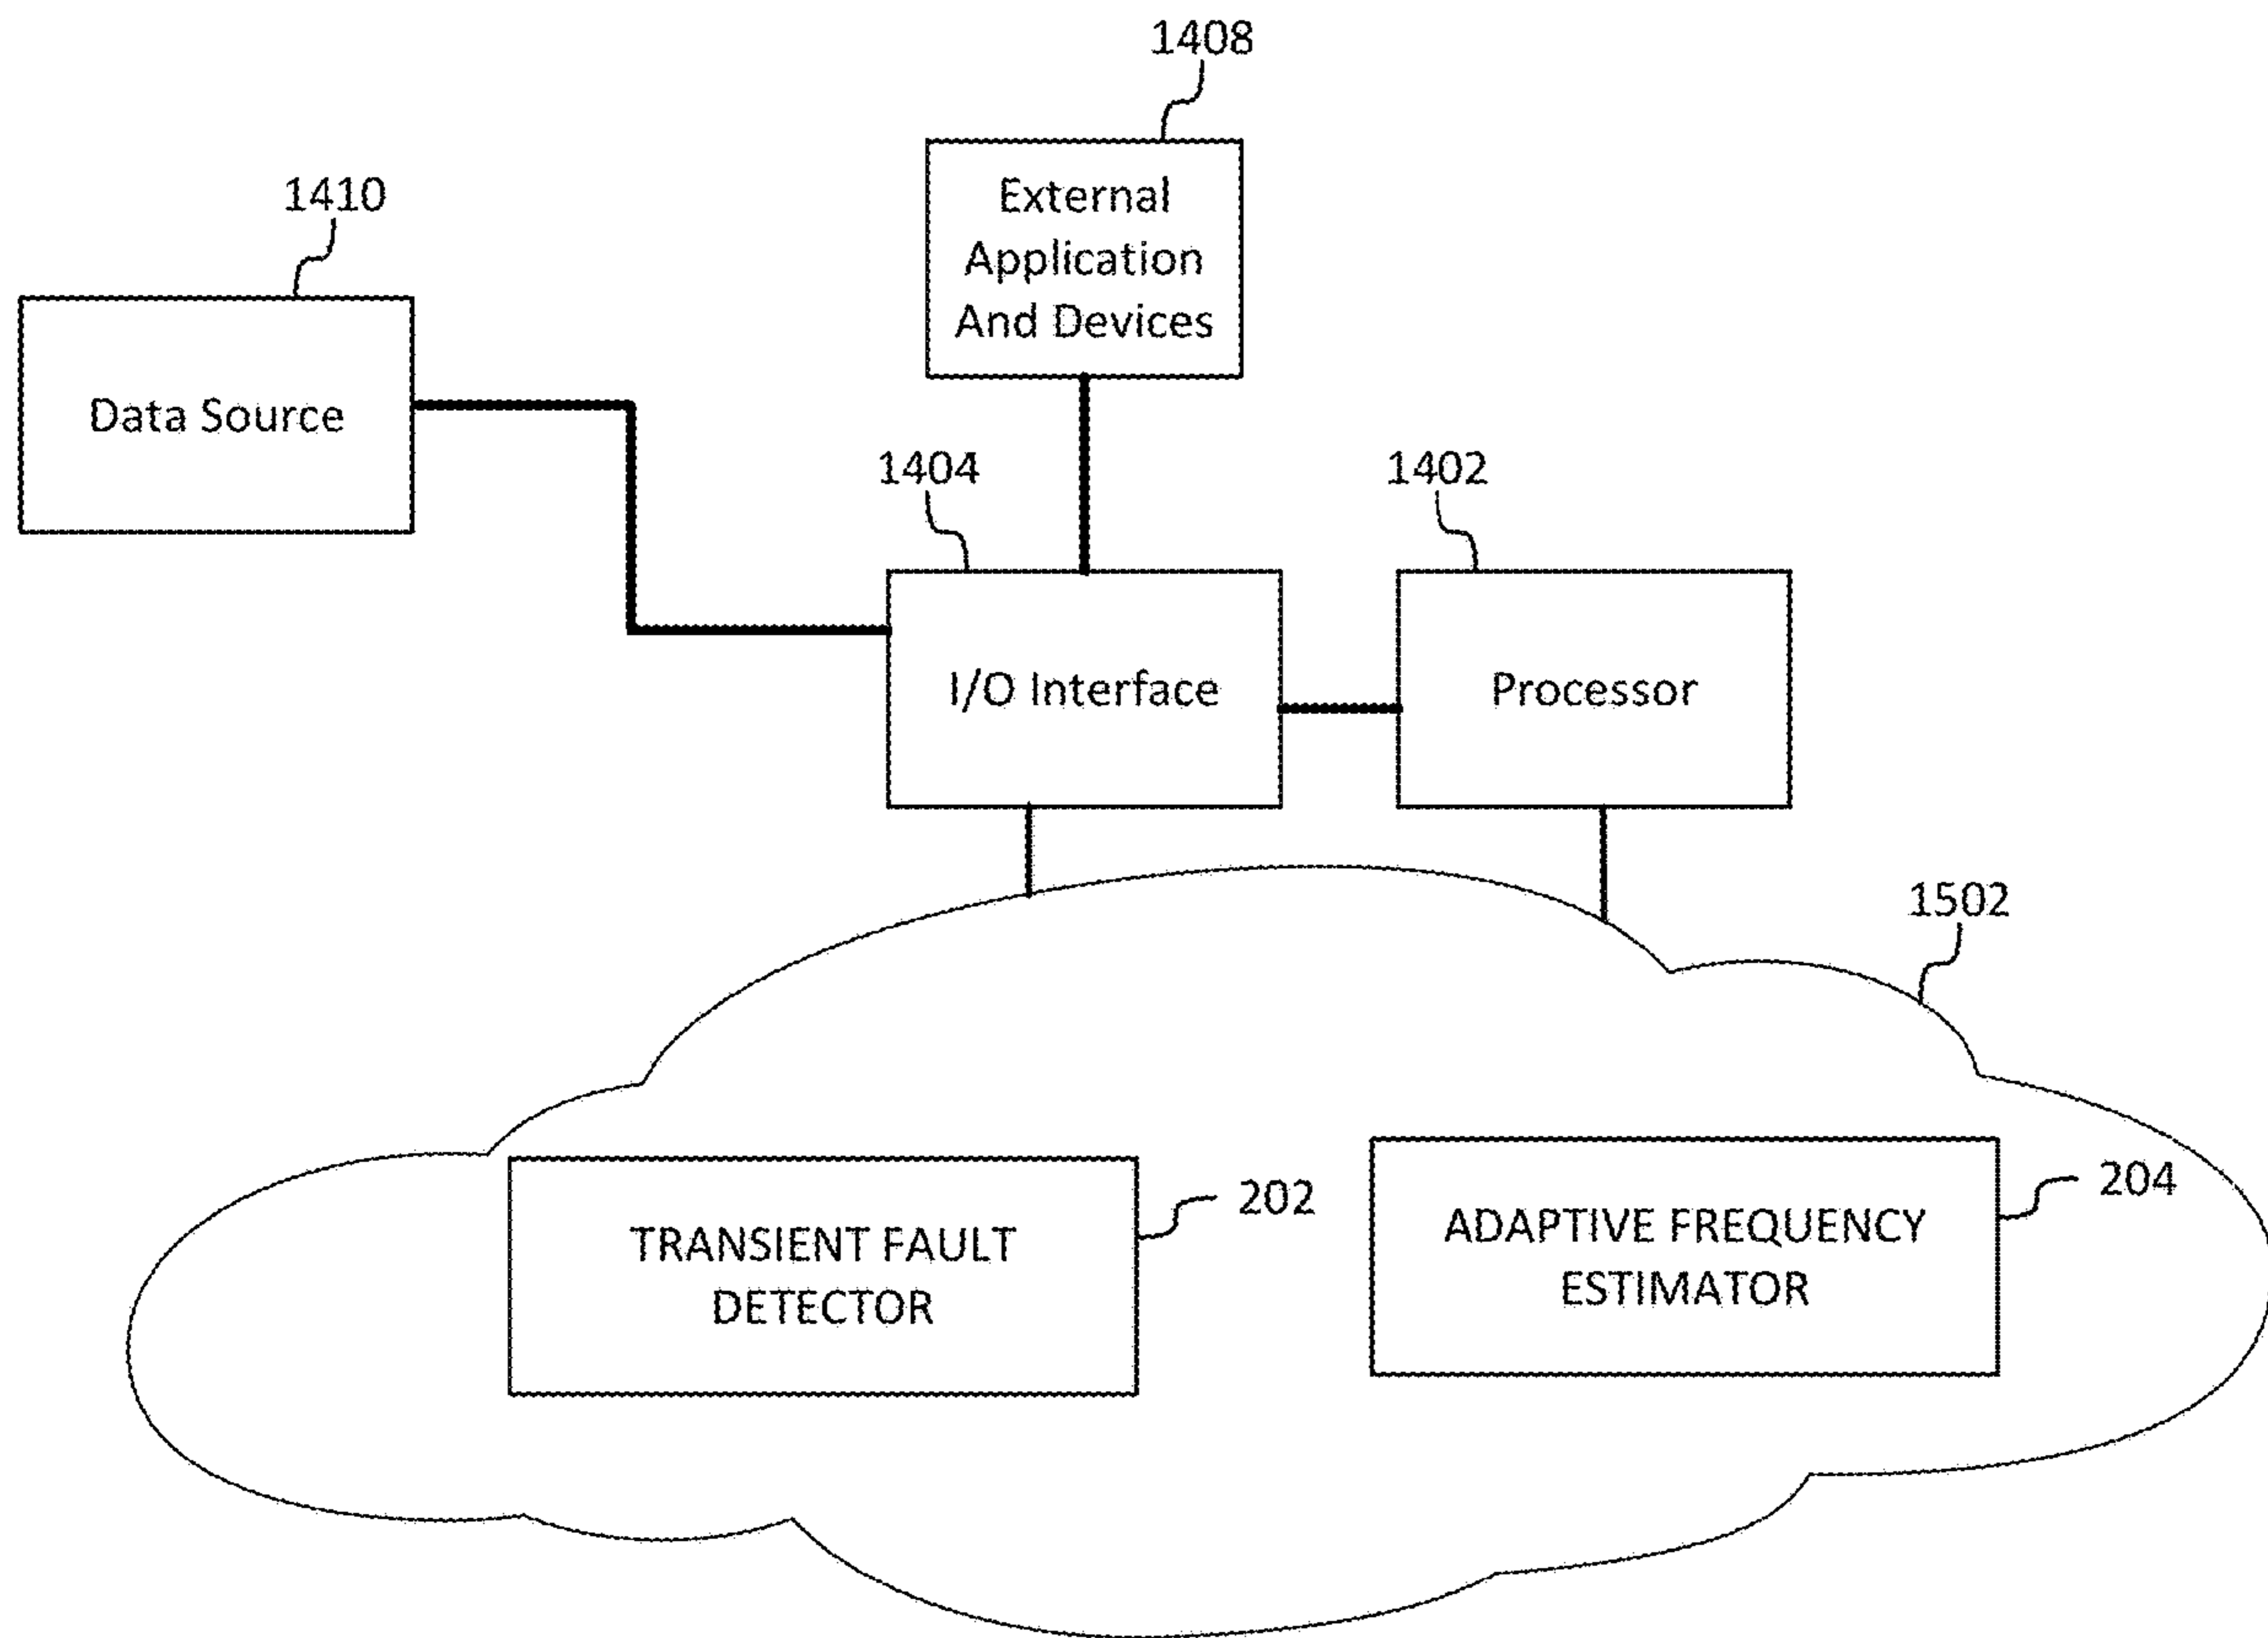 1408
External
Application
And Devices
1410
Data Source
1404
1402
I/O Interface
Processor
1502
202
204
TRANSIENT FAULT
DETECTOR
ADAPTIVE FREQUENCY
ESTIMATOR